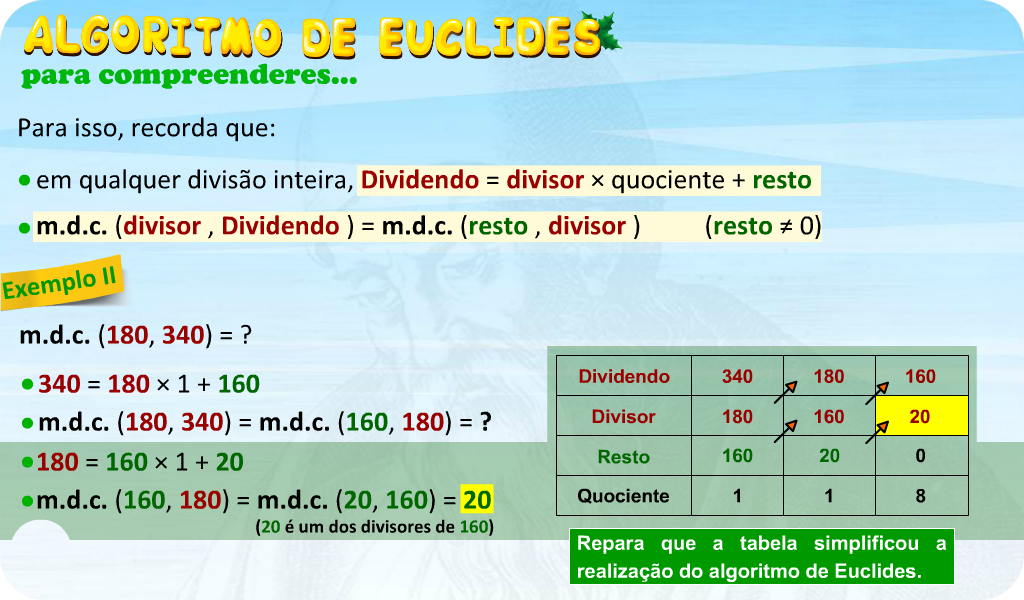 ALGORITMO DE EUCLIDES
para compreenderes...
Para isso, recorda que:
• em qualquer divisão inteira, Dividendo = divisor × quociente + resto
• m.d.c. (divisor , Dividendo ) = m.d.c. (resto , divisor ) (resto ≠ 0)
Exemplo II
m.d.c. (180, 340) = ?
• 340 = 180 × 1 + 160
• m.d.c. (180, 340) = m.d.c. (160, 180) = ?
• 180 = 160 × 1 + 20
• m.d.c. (160, 180) = m.d.c. (20, 160) = 20
(20 é um dos divisores de 160)
Dividendo 340 180 160
Divisor 180 160 20
Resto 160 20 0
Quociente 1 1 8
Repara que a tabela simplificou a
realização do algoritmo de Euclides.